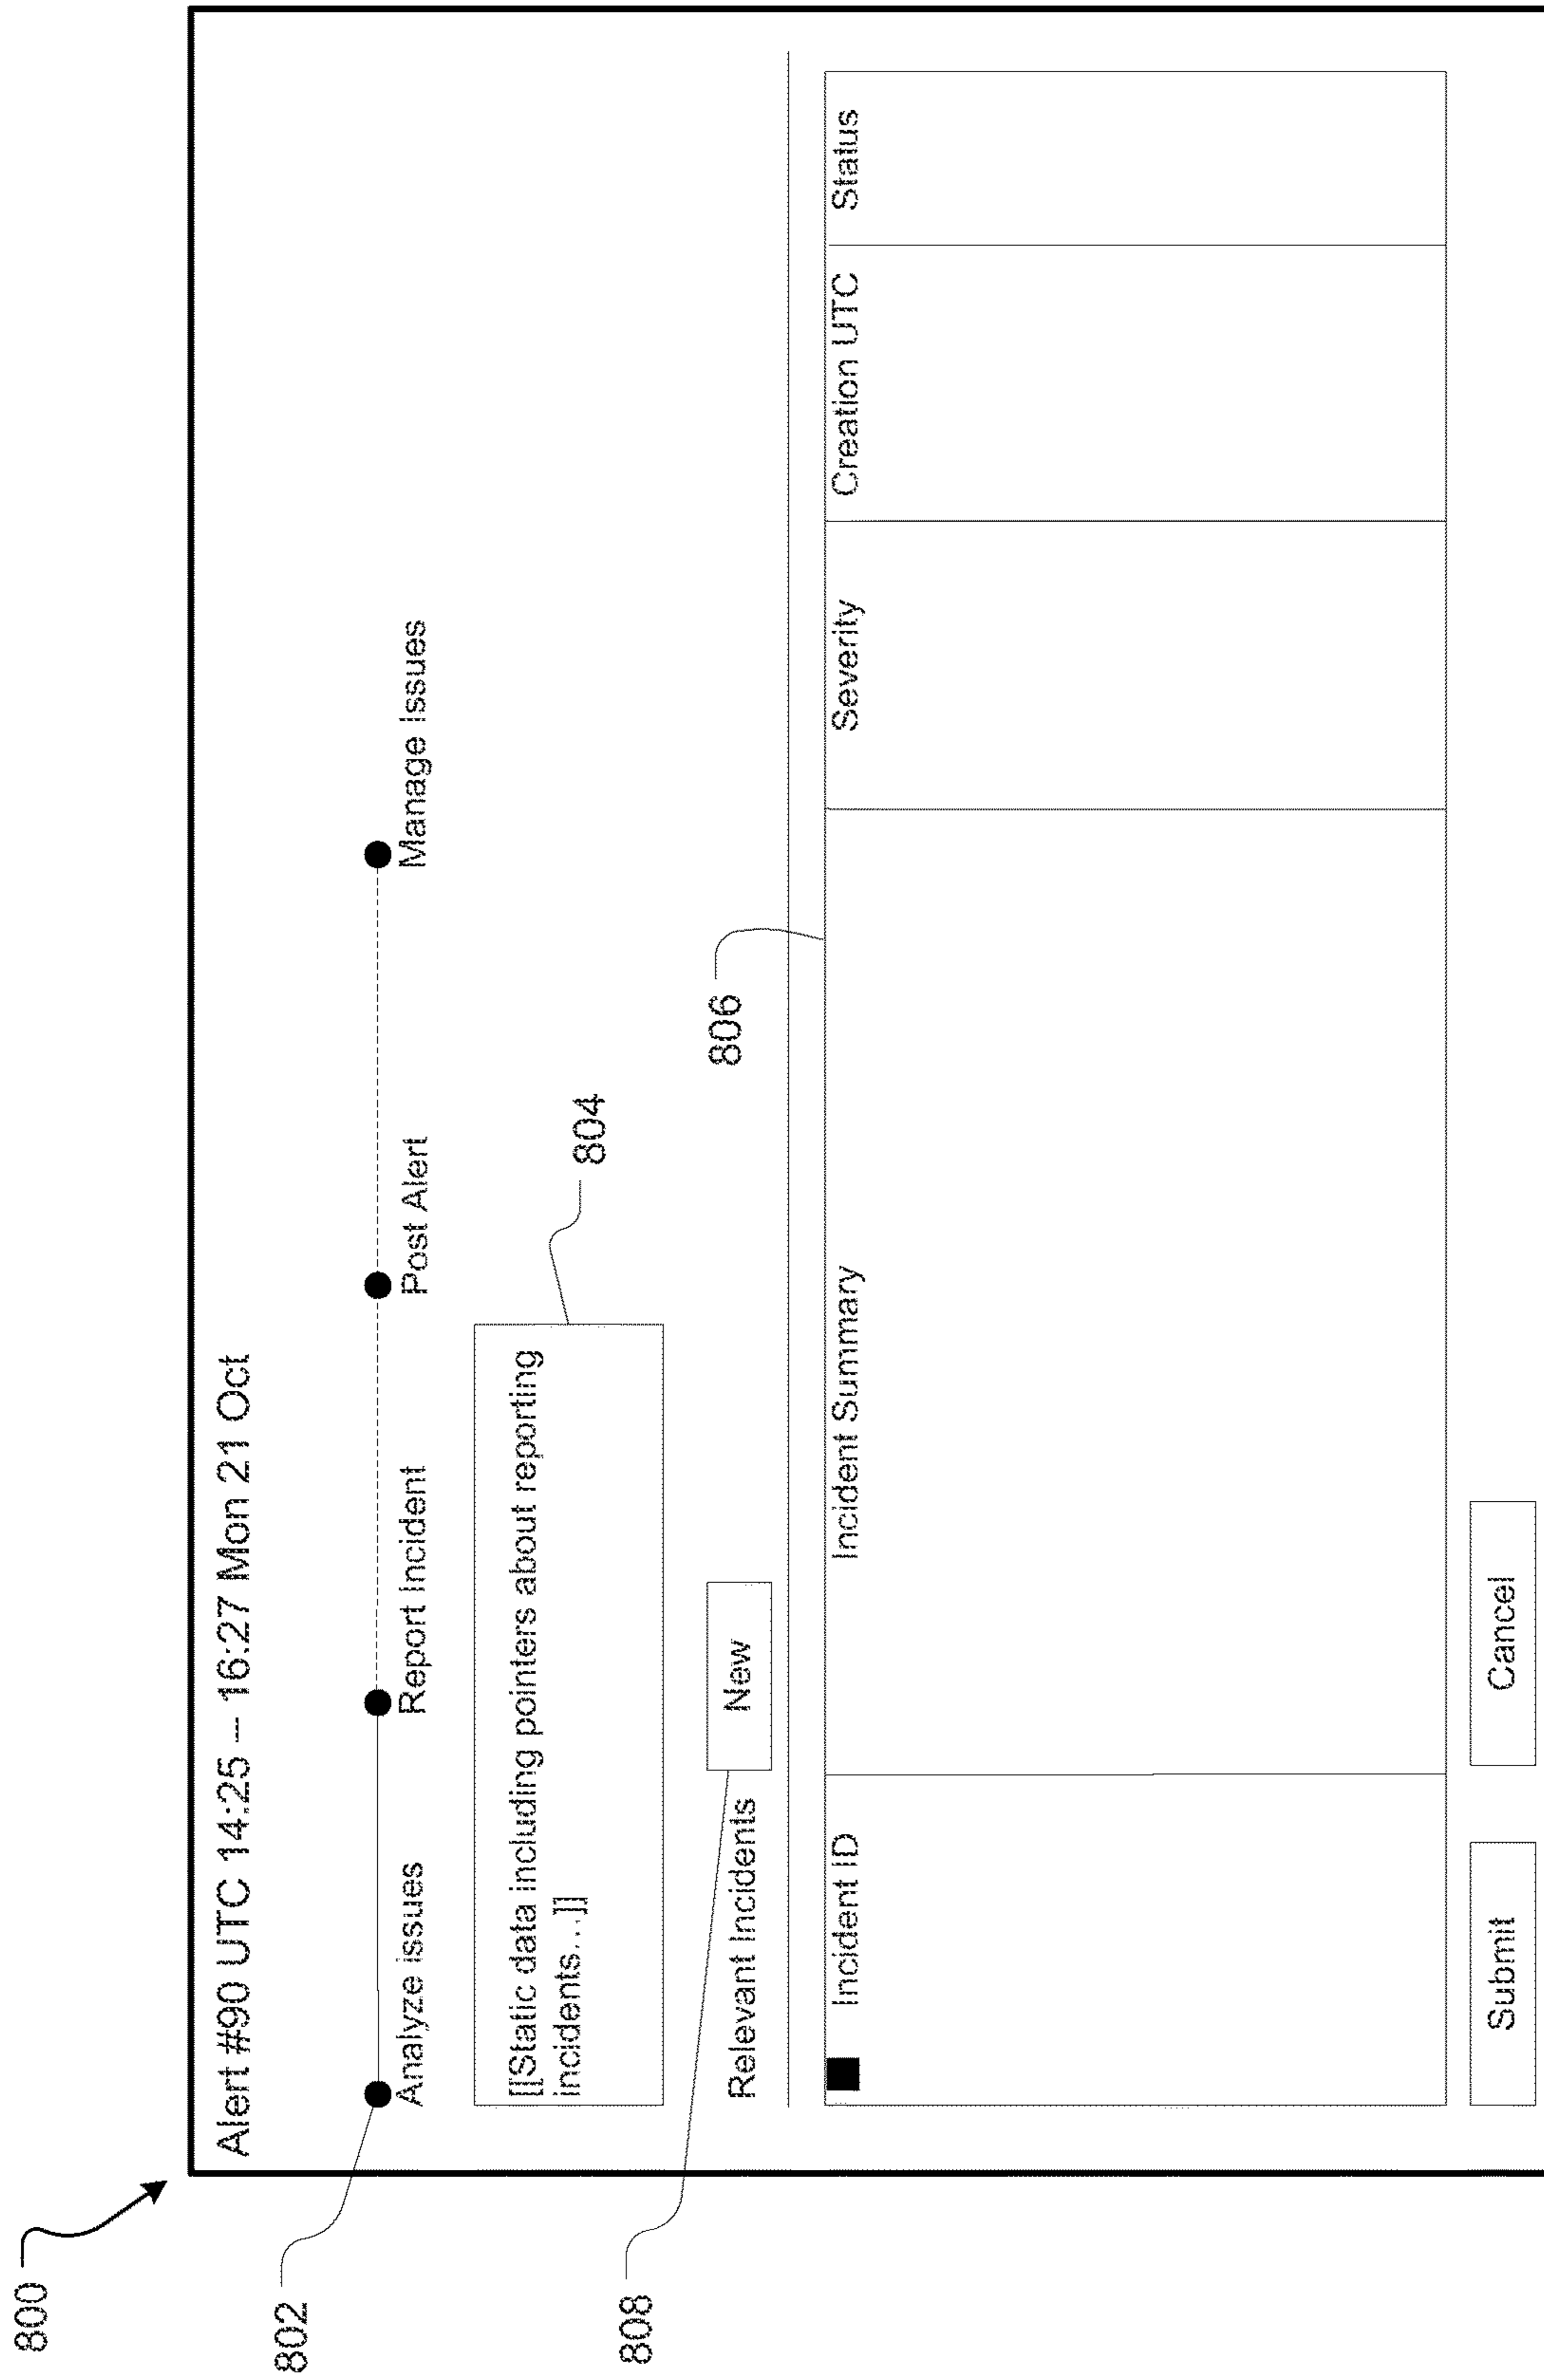 800
Alert #90 UTC 14:25 – 16:27 Mon 21 Oct
802
Analyze issues
Report Incident
Post Alert
Manage Issues
[[Static data including pointers about reporting
incidents...]]
804
808
Relevant Incidents
New
806
Incident ID
Incident Summary
Severity
Creation UTC
Status
Submit
Cancel